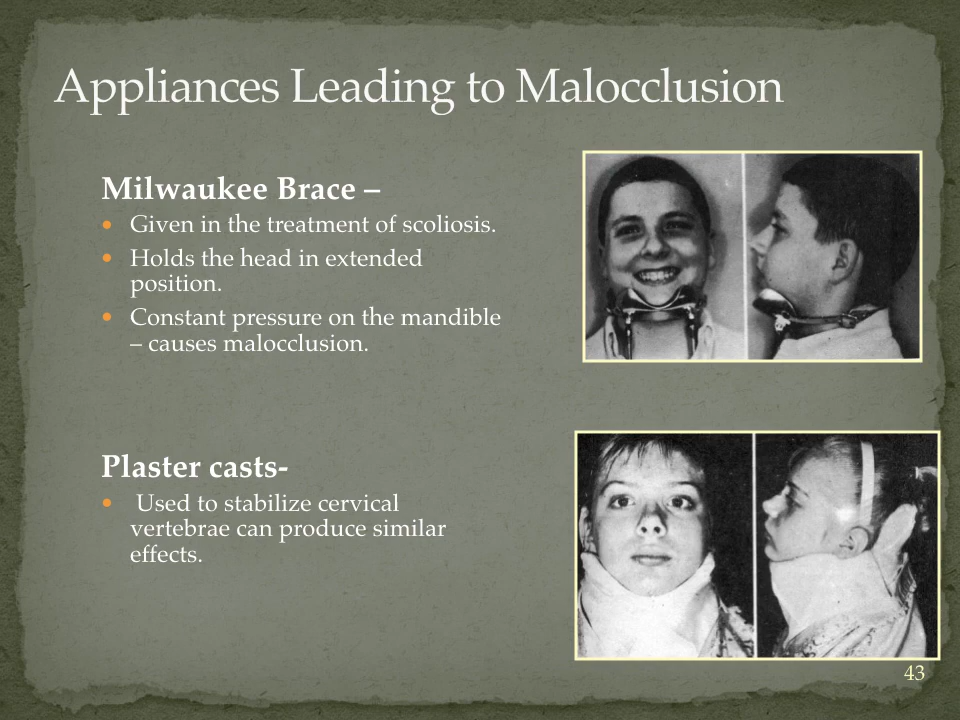 Appliances Leading to Malocclusion
Milwaukee Brace –
• Given in the treatment of scoliosis.
• Holds the head in extended
position.
• Constant pressure on the mandible
– causes malocclusion.
Plaster casts-
• Used to stabilize cervical
vertebrae can produce similar
effects.
43